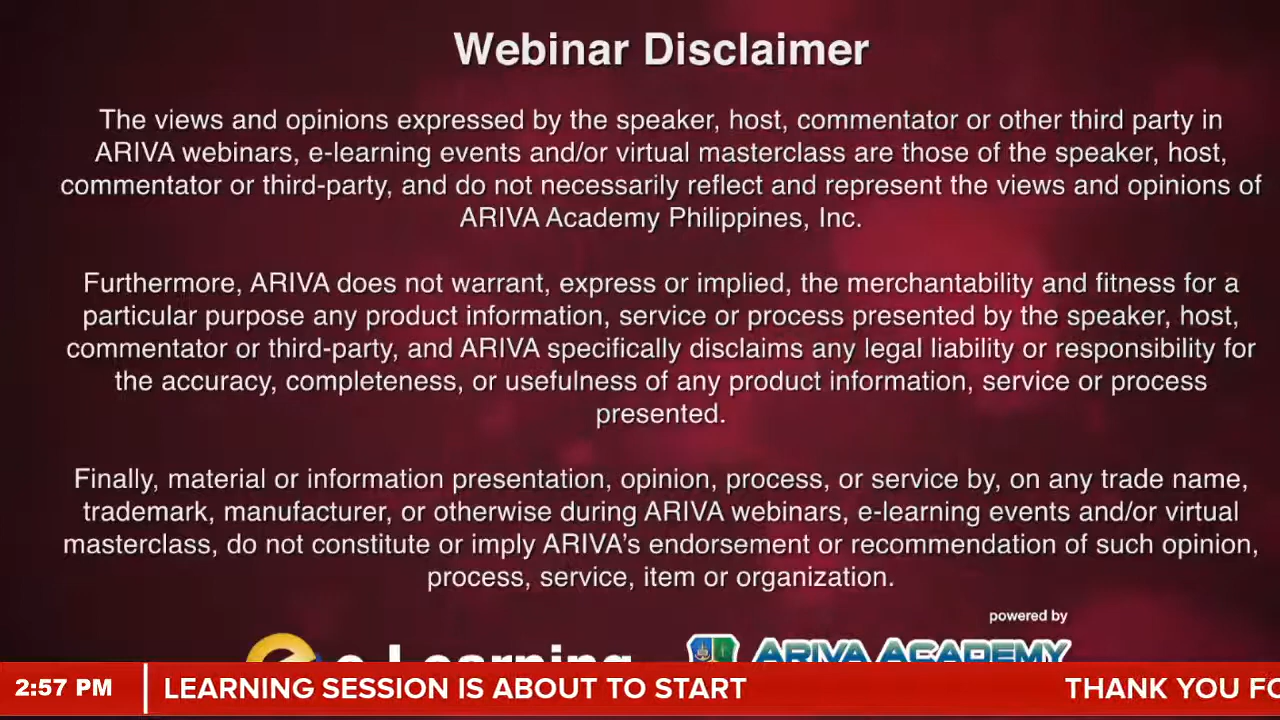 Webinar Disclaimer
The views and opinions expressed by the speaker, host, commentator or other third party in
ARIVA webinars, e-learning events and/or virtual masterclass are those of the speaker, host,
commentator or third-party, and do not necessarily reflect and represent the views and opinions of
ARIVA Academy Philippines, Inc.
Furthermore, ARIVA does not warrant, express or implied, the merchantability and fitness for a
particular purpose any product information, service or process presented by the speaker, host,
commentator or third-party, and ARIVA specifically disclaims any legal liability or responsibility for
the accuracy, completeness, or usefulness of any product information, service or process
presented.
Finally, material or information presentation, opinion, process, or service by, on any trade name,
trademark, manufacturer, or otherwise during ARIVA webinars, e-learning events and/or virtual
masterclass, do not constitute or imply ARIVA's endorsement or recommendation of such opinion,
process, service, item or organization.
powered by
e-Learning ARIVA ACADEMY
2:57 PM LEARNING SESSION IS ABOUT TO START THANK YOU FO